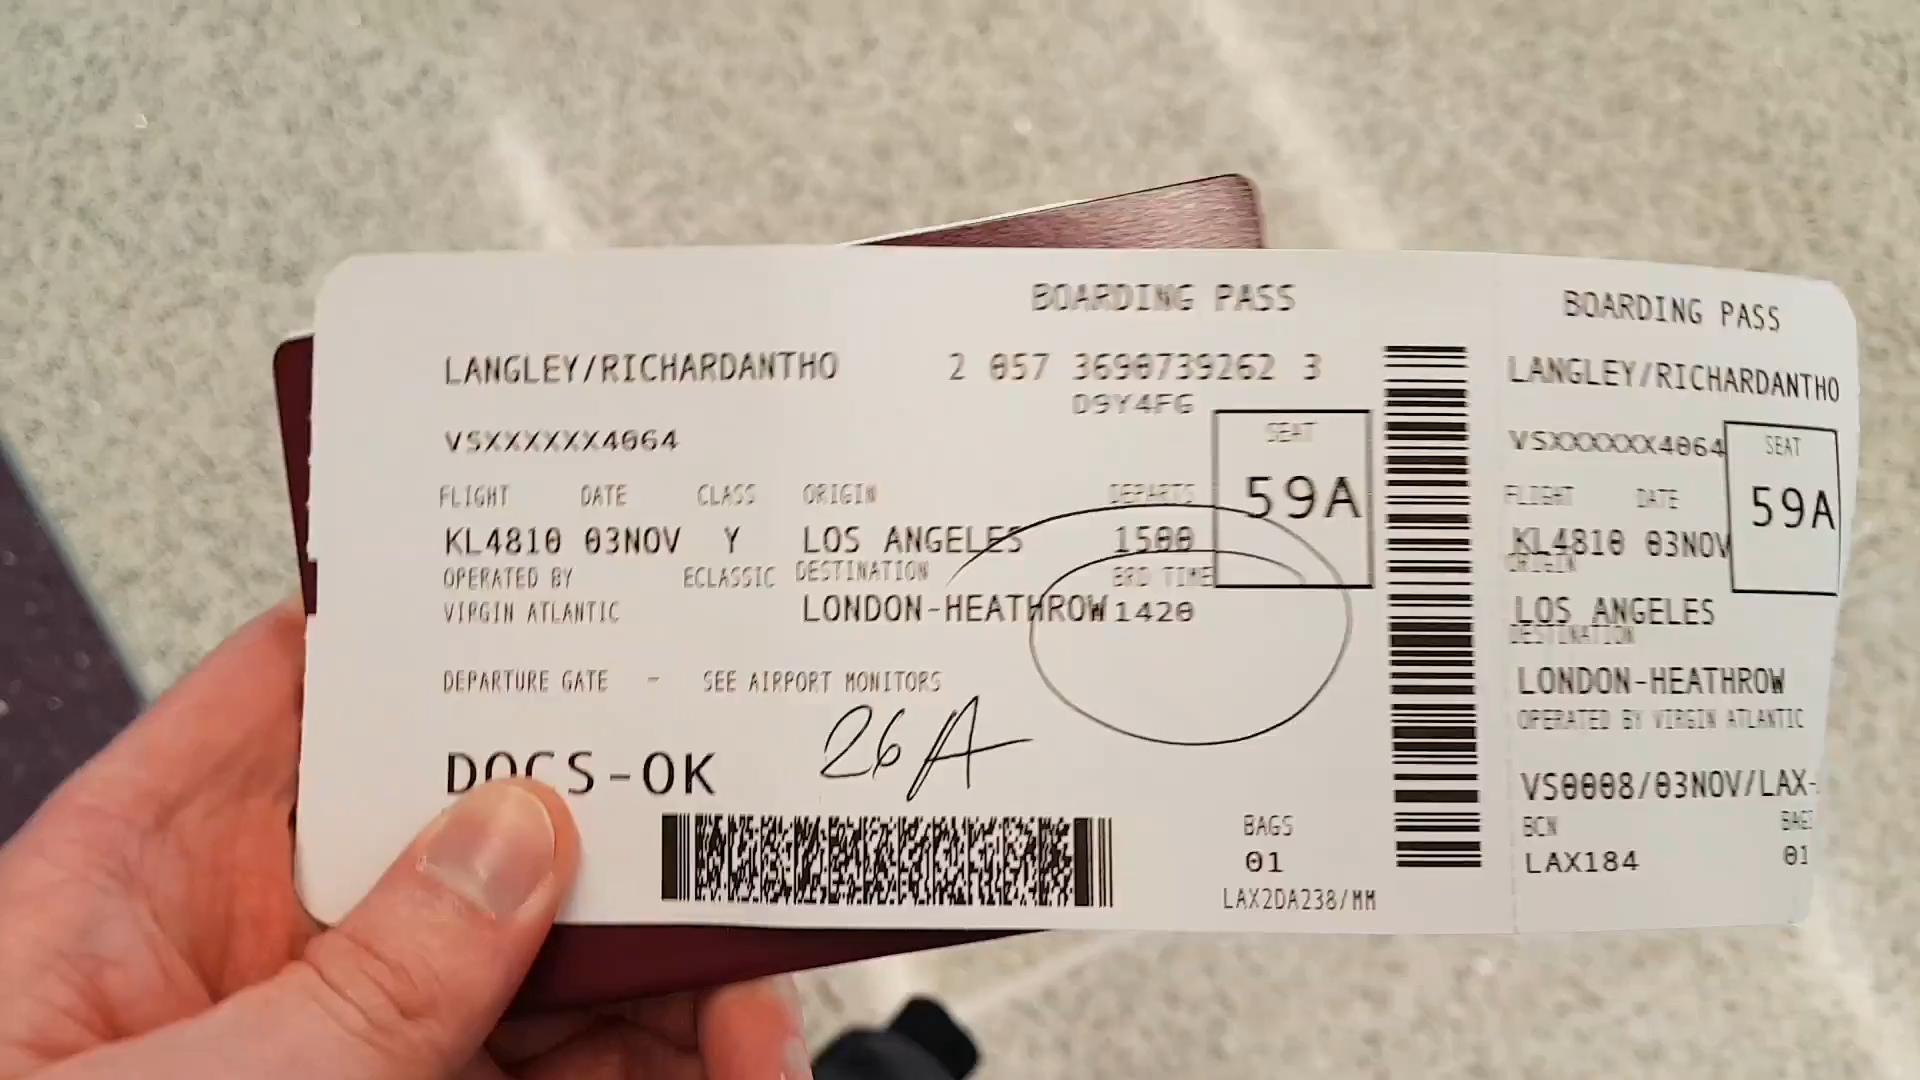 BOARDING PASS
LANGLEY/RICHARDANTHO 2 057 3690739262 3
D9Y4FG
VSXXXXXX4064
SEAT
59A
FLIGHT DATE CLASS ORIGIN DEPARTS
KL4810 03NOV Y LOS ANGELES 1500
OPERATED BY ECLASSIC DESTINATION BRD TIME
VIRGIN ATLANTIC LONDON-HEATHROW 1420
DEPARTURE GATE - SEE AIRPORT MONITORS
26A
DOCS-OK
BAGS
01
LAX2DA238/MM
BOARDING PASS
LANGLEY/RICHARDANTHO
VSXXXXXX4064
SEAT
59A
FLIGHT DATE
KL4810 03NOV
ORIGIN
LOS ANGELES
DESTINATION
LONDON-HEATHROW
OPERATED BY VIRGIN ATLANTIC
VS0008/03NOV/LAX-
BCN BAG
LAX184 01